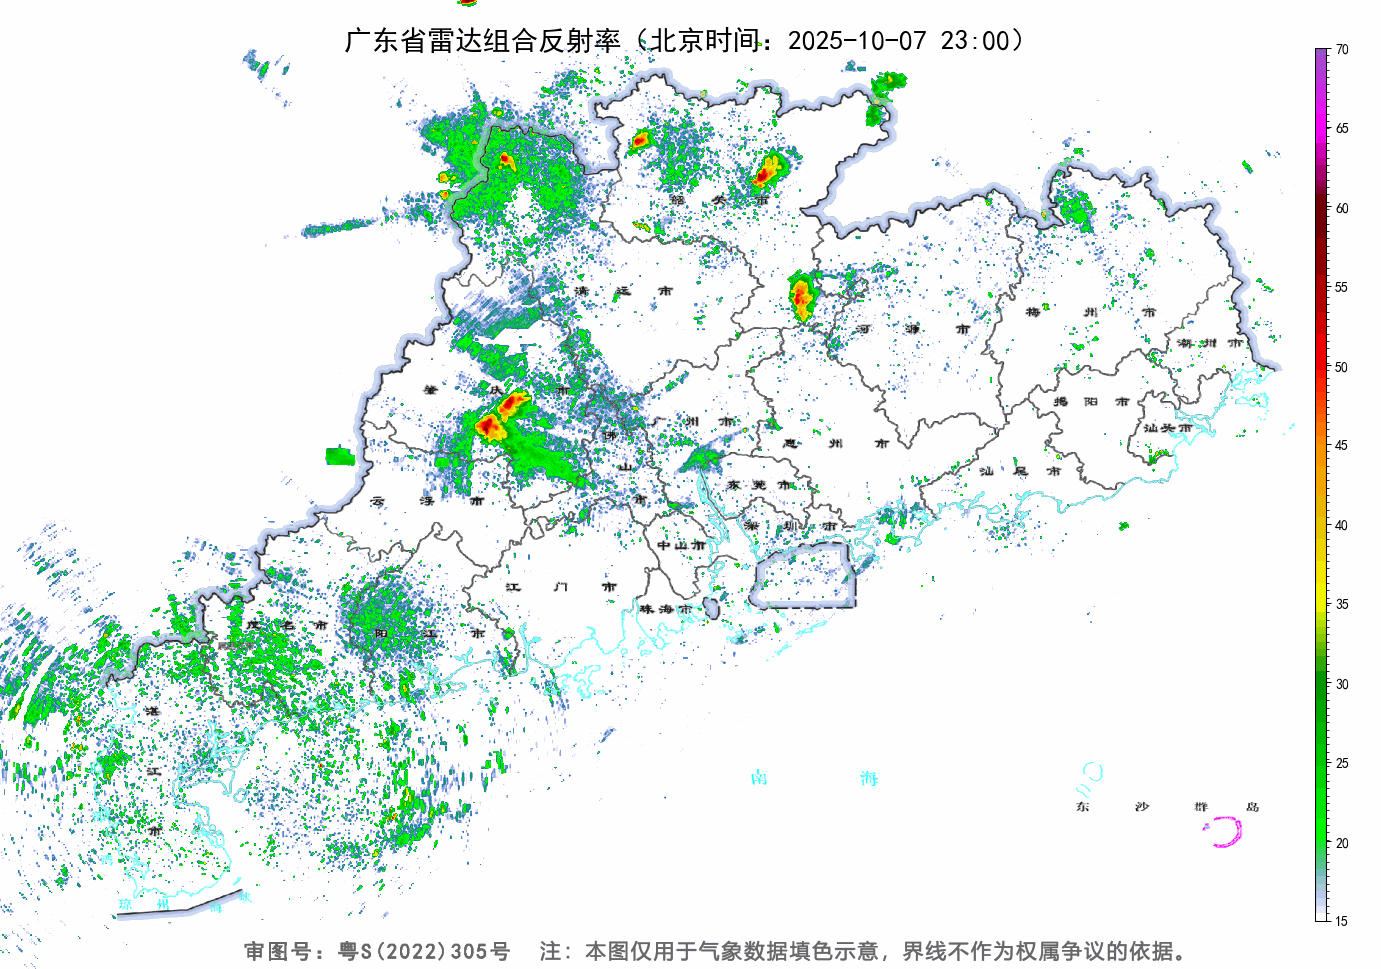 广东省雷达组合反射率（北京时间：2025-10-07 23:00）
70
65
60
55
50
45
40
35
30
25
20
15
韶关市
清远市
河源市
梅州市
潮州市
肇庆市
广州市
佛山市
惠州市
揭阳市
汕头市
汕尾市
东莞市
云浮市
深圳市
中山市
江门市
珠海市
茂名市
阳江市
湛江市
南海
东沙群岛
琼州海峡
审图号：粤S(2022)305号 注：本图仅用于气象数据填色示意，界线不作为权属争议的依据。